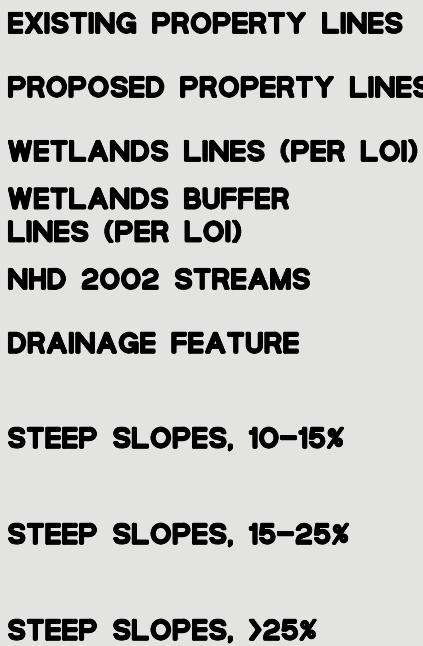 EXISTING PROPERTY LINES
PROPOSED PROPERTY LINES
WETLANDS LINES (PER LOI)
WETLANDS BUFFER
LINES (PER LOI)
NHD 2002 STREAMS
DRAINAGE FEATURE
STEEP SLOPES, 10-15%
STEEP SLOPES, 15-25%
STEEP SLOPES, >25%